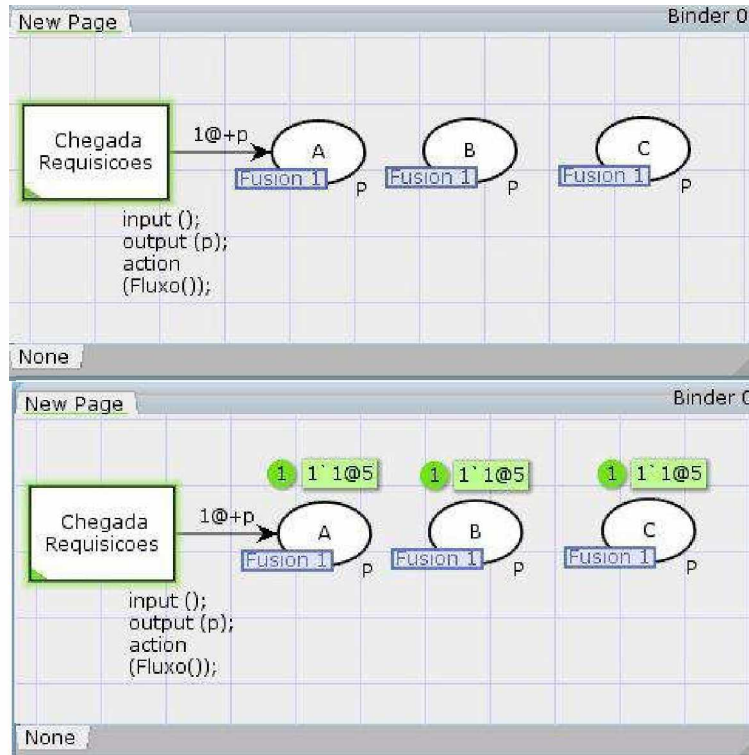 New Page
Binder 0
Chegada
Requisicoes
1@+p
A
Fusion 1
P
B
Fusion 1
P
C
Fusion 1
P
input ();
output (p);
action
(Fluxo());
None
New Page
Binder 0
1 1`1@5
1 1`1@5
1 1`1@5
Chegada
Requisicoes
1@+p
A
Fusion 1
P
B
Fusion 1
P
C
Fusion 1
P
input ();
output (p);
action
(Fluxo());
None